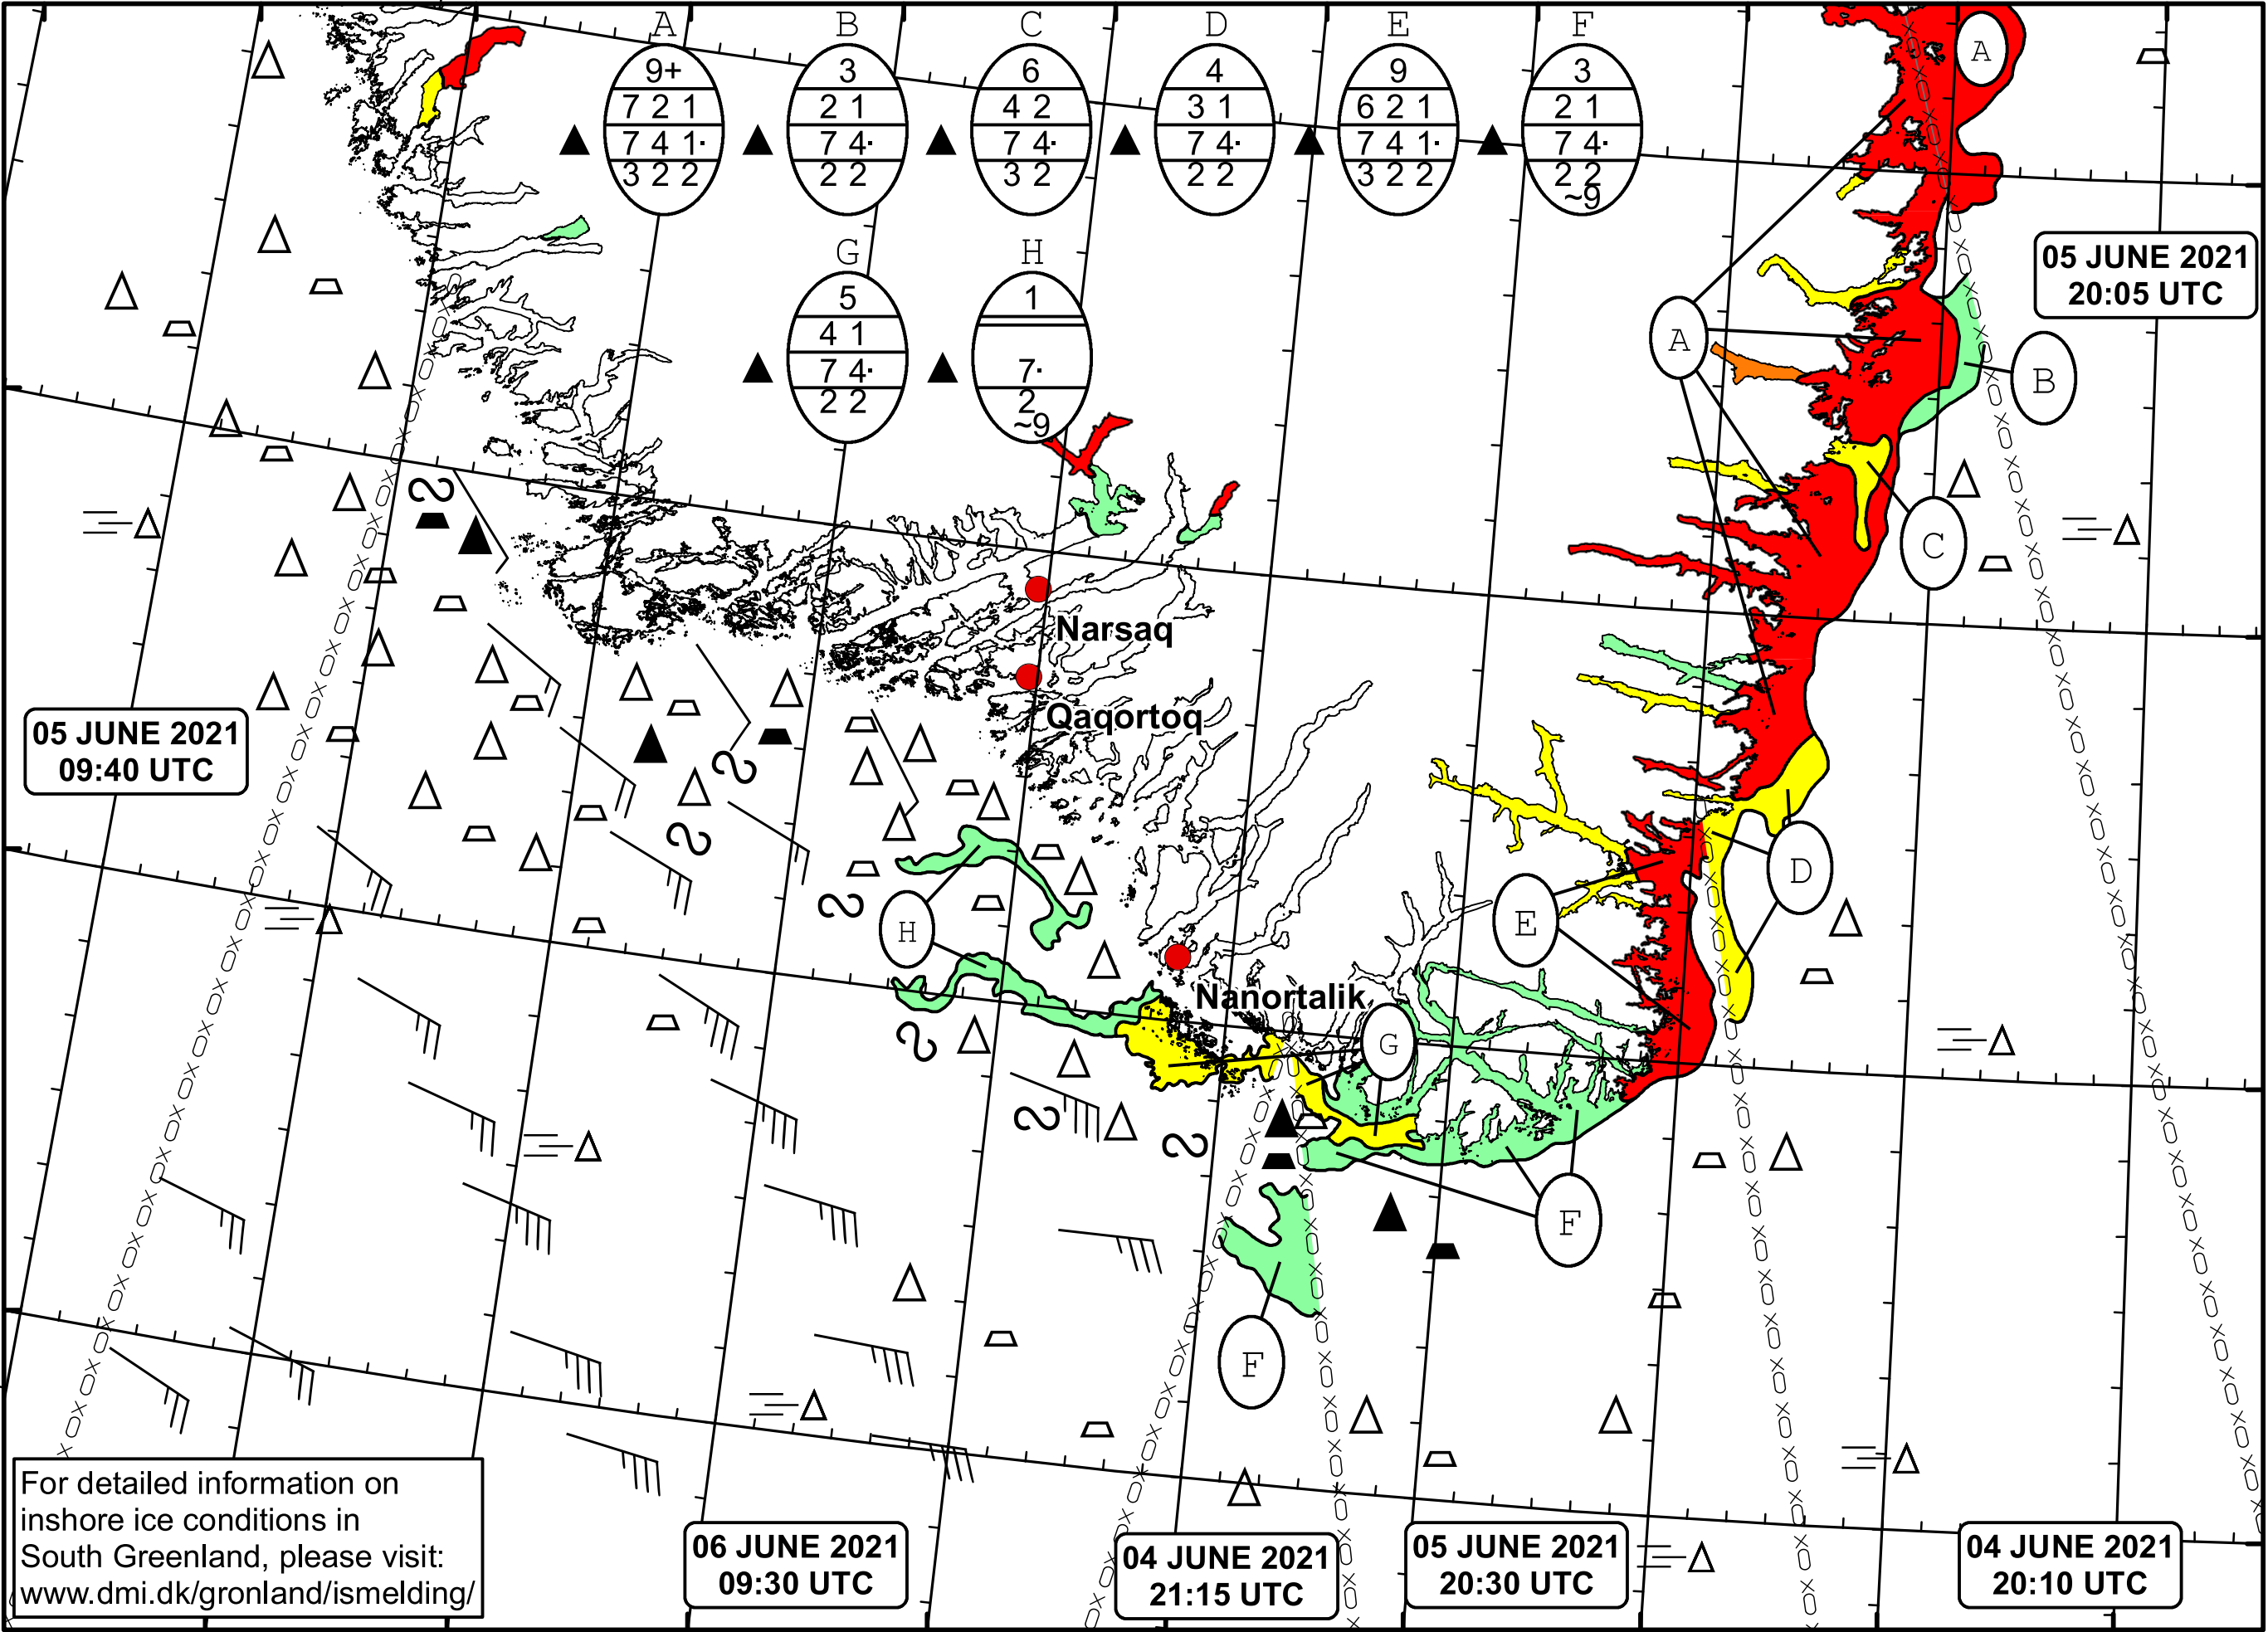 A B C D E F
9+ 3 6 4 9 3
7 2 1 2 1 4 2 3 1 6 2 1 2 1
7 4 1· 7 4· 7 4· 7 4· 7 4 1· 7 4·
3 2 2 2 2 3 2 2 2 3 2 2 2 2
~9
G H
5 1
4 1
7 4· 7·
2 2 2
~9
A
05 JUNE 2021
20:05 UTC
A
B
C
Narsaq
Qaqortoq
05 JUNE 2021
09:40 UTC
D
E
H
Nanortalik
G
F
F
For detailed information on
inshore ice conditions in
South Greenland, please visit:
www.dmi.dk/gronland/ismelding/
06 JUNE 2021
09:30 UTC
04 JUNE 2021
21:15 UTC
05 JUNE 2021
20:30 UTC
04 JUNE 2021
20:10 UTC